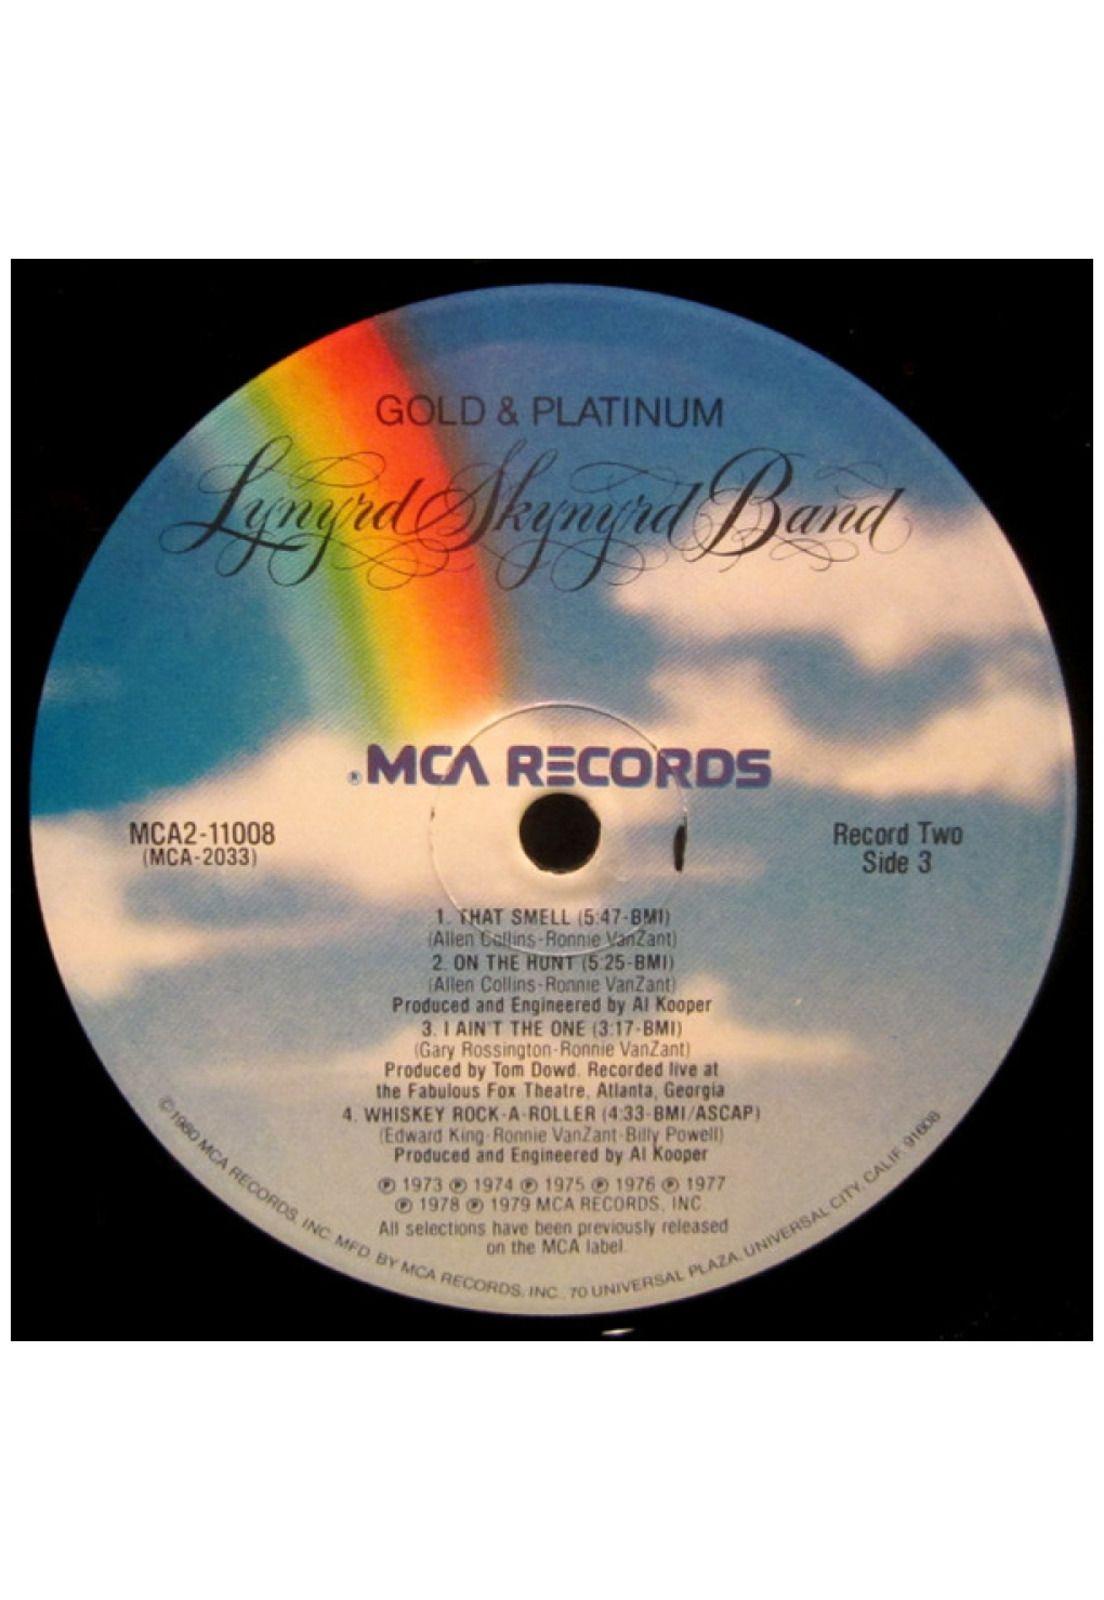 GOLD & PLATINUM
Lynyrd Skynyrd Band
®MCA RECORDS
MCA2-11008
(MCA-2033)
Record Two
Side 3
1. THAT SMELL (5:47-BMI)
(Allen Collins-Ronnie VanZant)
2. ON THE HUNT (5:25-BMI)
(Allen Collins-Ronnie VanZant)
Produced and Engineered by Al Kooper
3. I AIN'T THE ONE (3:17-BMI)
(Gary Rossington-Ronnie VanZant)
Produced by Tom Dowd. Recorded live at
the Fabulous Fox Theatre, Atlanta, Georgia
4. WHISKEY ROCK-A-ROLLER (4:33-BMI/ASCAP)
(Edward King-Ronnie VanZant-Billy Powell)
Produced and Engineered by Al Kooper
℗ 1973 ℗ 1974 ℗ 1975 ℗ 1976 ℗ 1977
℗ 1978 ℗ 1979 MCA RECORDS, INC.
All selections have been previously released
on the MCA label.
©1980 MCA RECORDS, INC. MFD. BY MCA RECORDS, INC., 70 UNIVERSAL PLAZA, UNIVERSAL CITY, CALIF. 91608